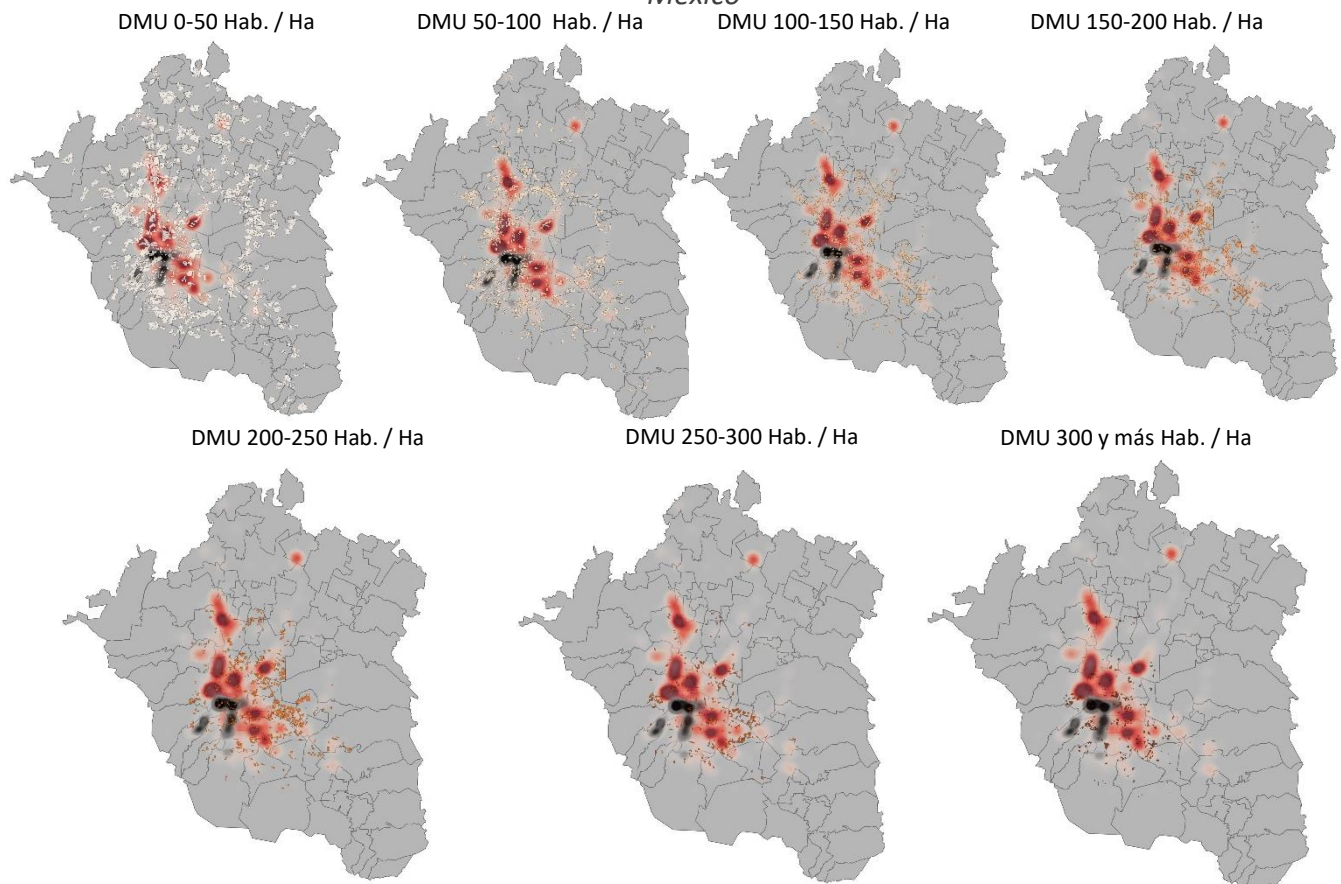 México
DMU 0-50 Hab. / Ha
DMU 50-100 Hab. / Ha
DMU 100-150 Hab. / Ha
DMU 150-200 Hab. / Ha
DMU 200-250 Hab. / Ha
DMU 250-300 Hab. / Ha
DMU 300 y más Hab. / Ha